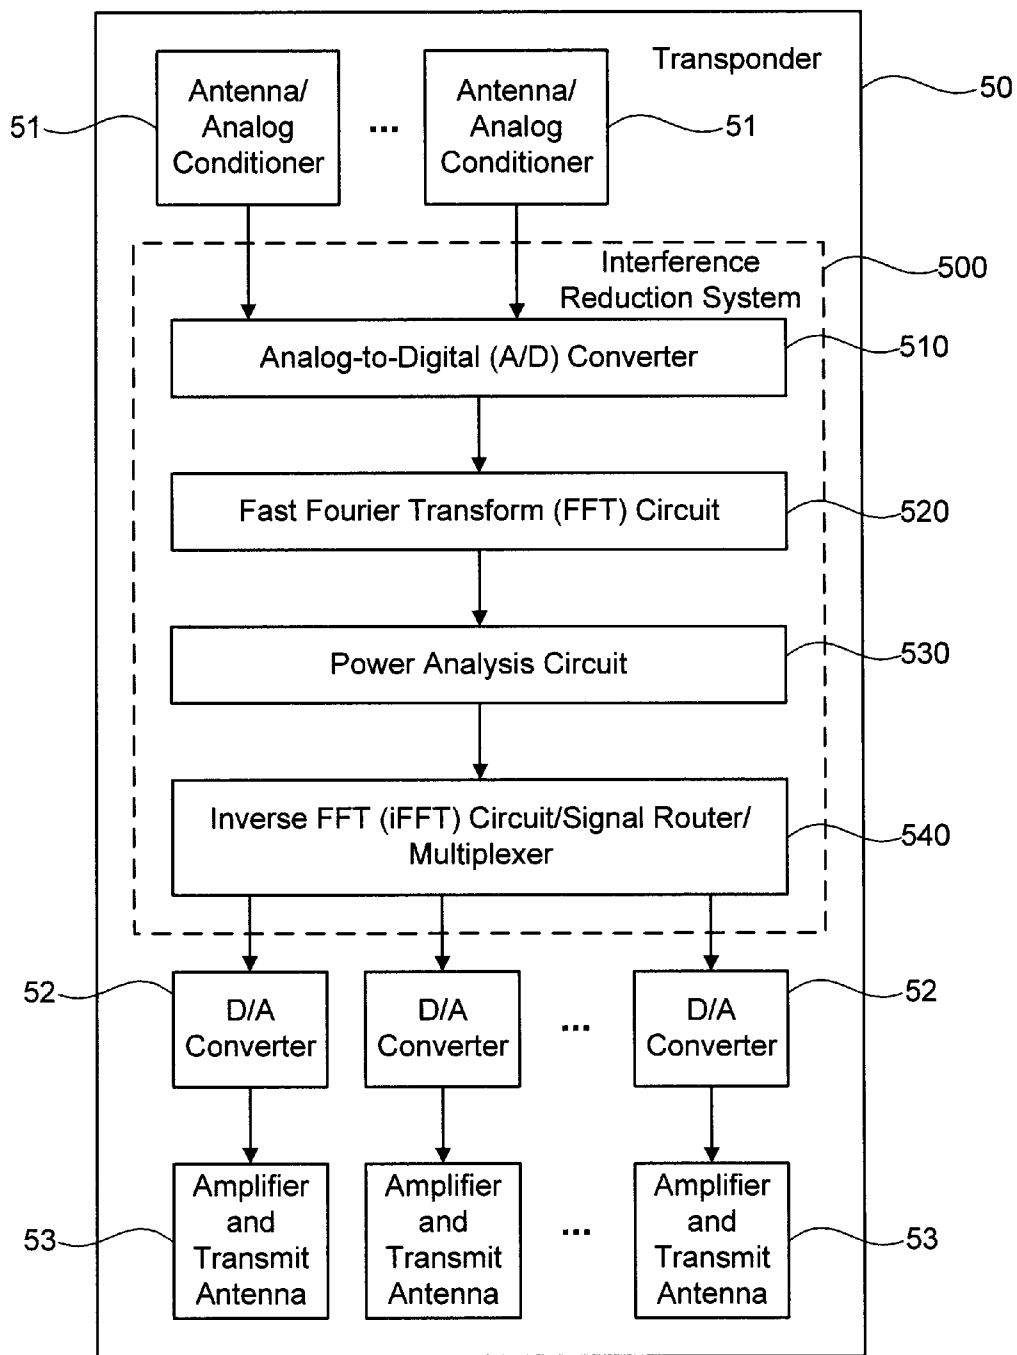 Transponder
50
Antenna/
Analog
Conditioner
51
...
Antenna/
Analog
Conditioner
51
Interference
Reduction System
500
Analog-to-Digital (A/D) Converter
510
Fast Fourier Transform (FFT) Circuit
520
Power Analysis Circuit
530
Inverse FFT (iFFT) Circuit/Signal Router/
Multiplexer
540
52
D/A
Converter
D/A
Converter
...
D/A
Converter
52
53
Amplifier
and
Transmit
Antenna
Amplifier
and
Transmit
Antenna
...
Amplifier
and
Transmit
Antenna
53